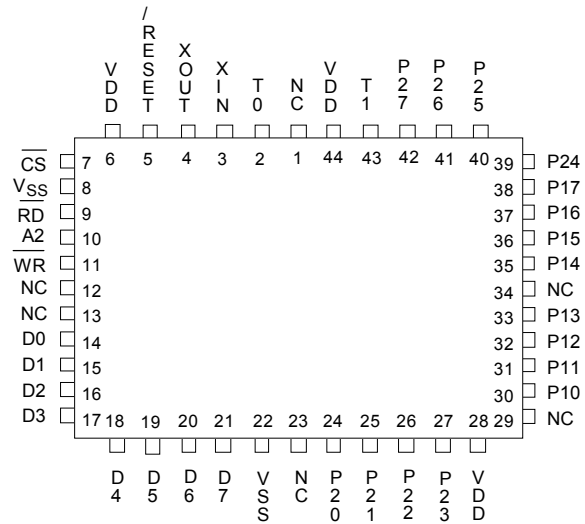 VDD /RESET XOUT XIN T0 NC VDD T1 P27 P26 P25
6 5 4 3 2 1 44 43 42 41 40
CS 7 39 P24
VSS 8 38 P17
RD 9 37 P16
A2 10 36 P15
WR 11 35 P14
NC 12 34 NC
NC 13 33 P13
D0 14 32 P12
D1 15 31 P11
D2 16 30 P10
D3 17 18 19 20 21 22 23 24 25 26 27 28 29 NC
D4 D5 D6 D7 VSS NC P20 P21 P22 P23 VDD